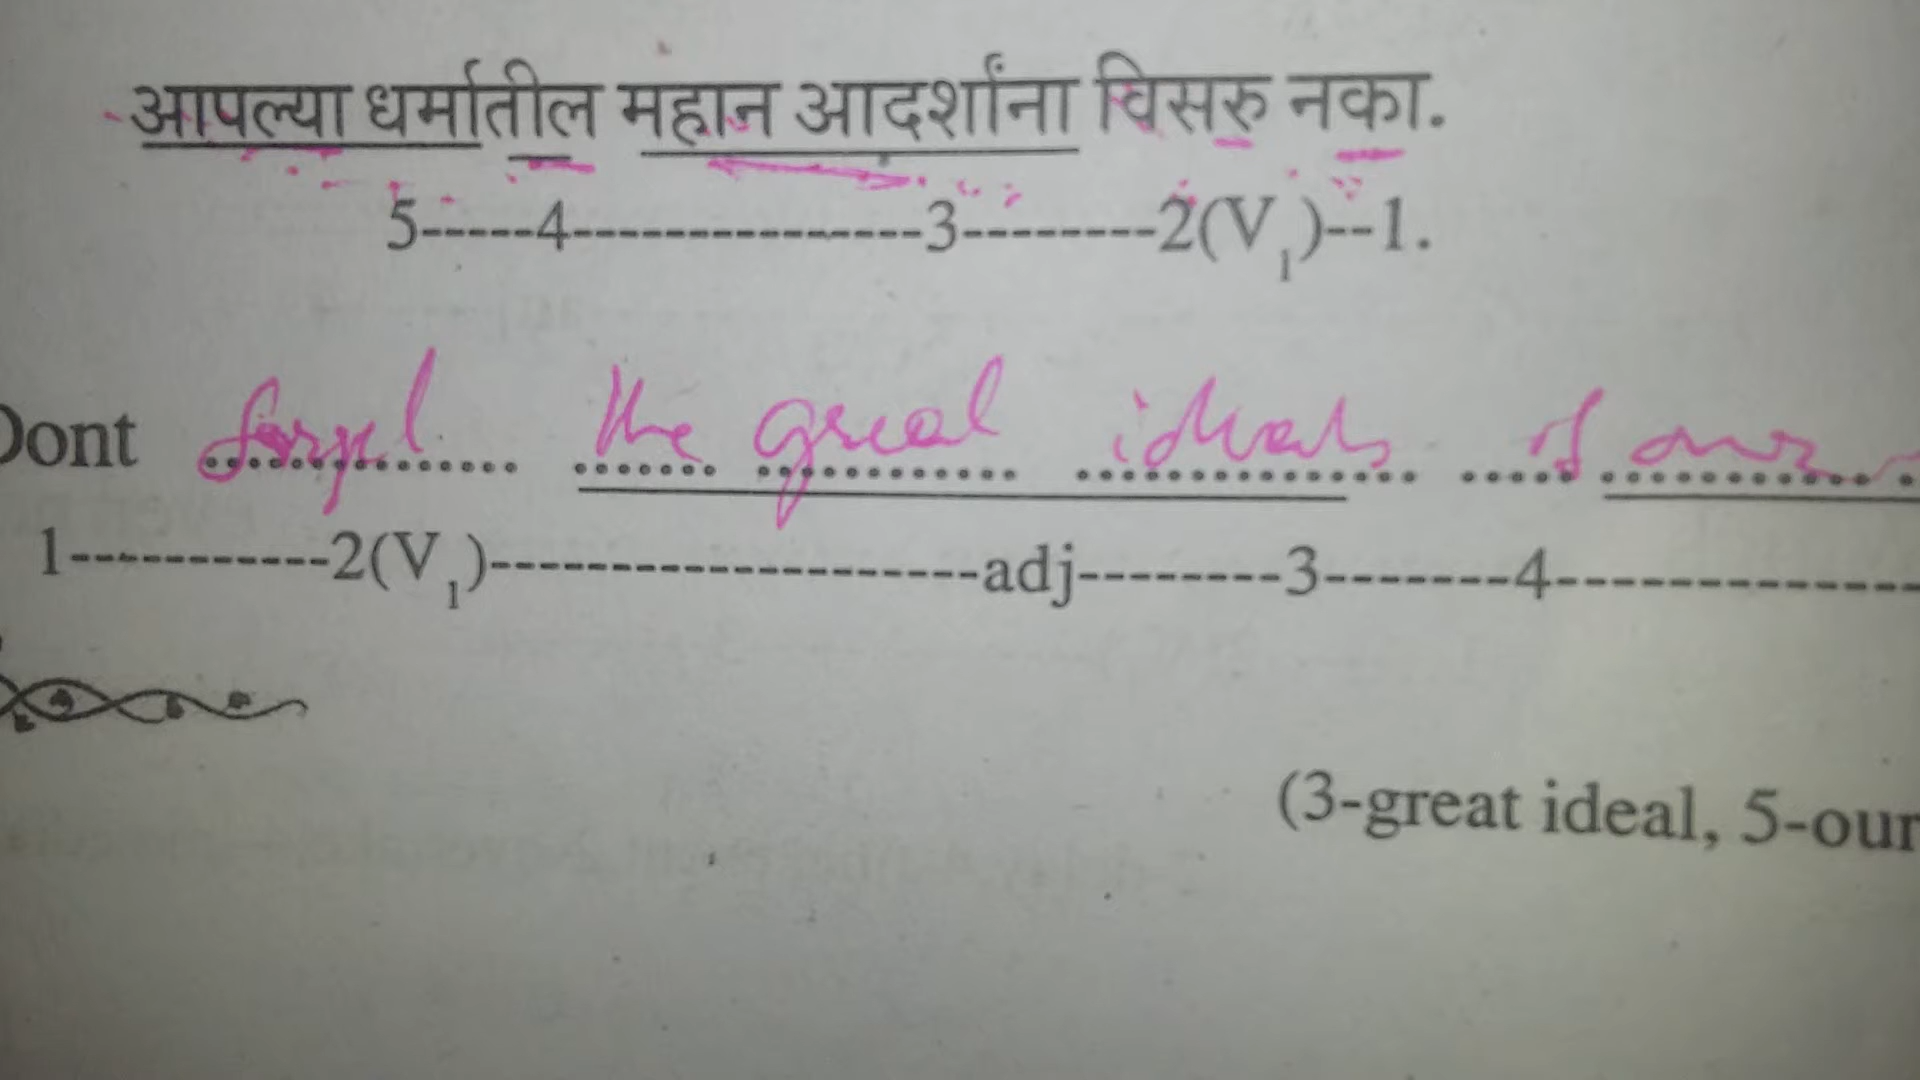 आपल्या धर्मातील महान आदर्शांना विसरु नका.
5-----4---------------3--------2(V1)--1.
Dont forget the great ideals of our
1-----------2(V1)---------------------adj--------3-------4---------------
(3-great ideal, 5-our